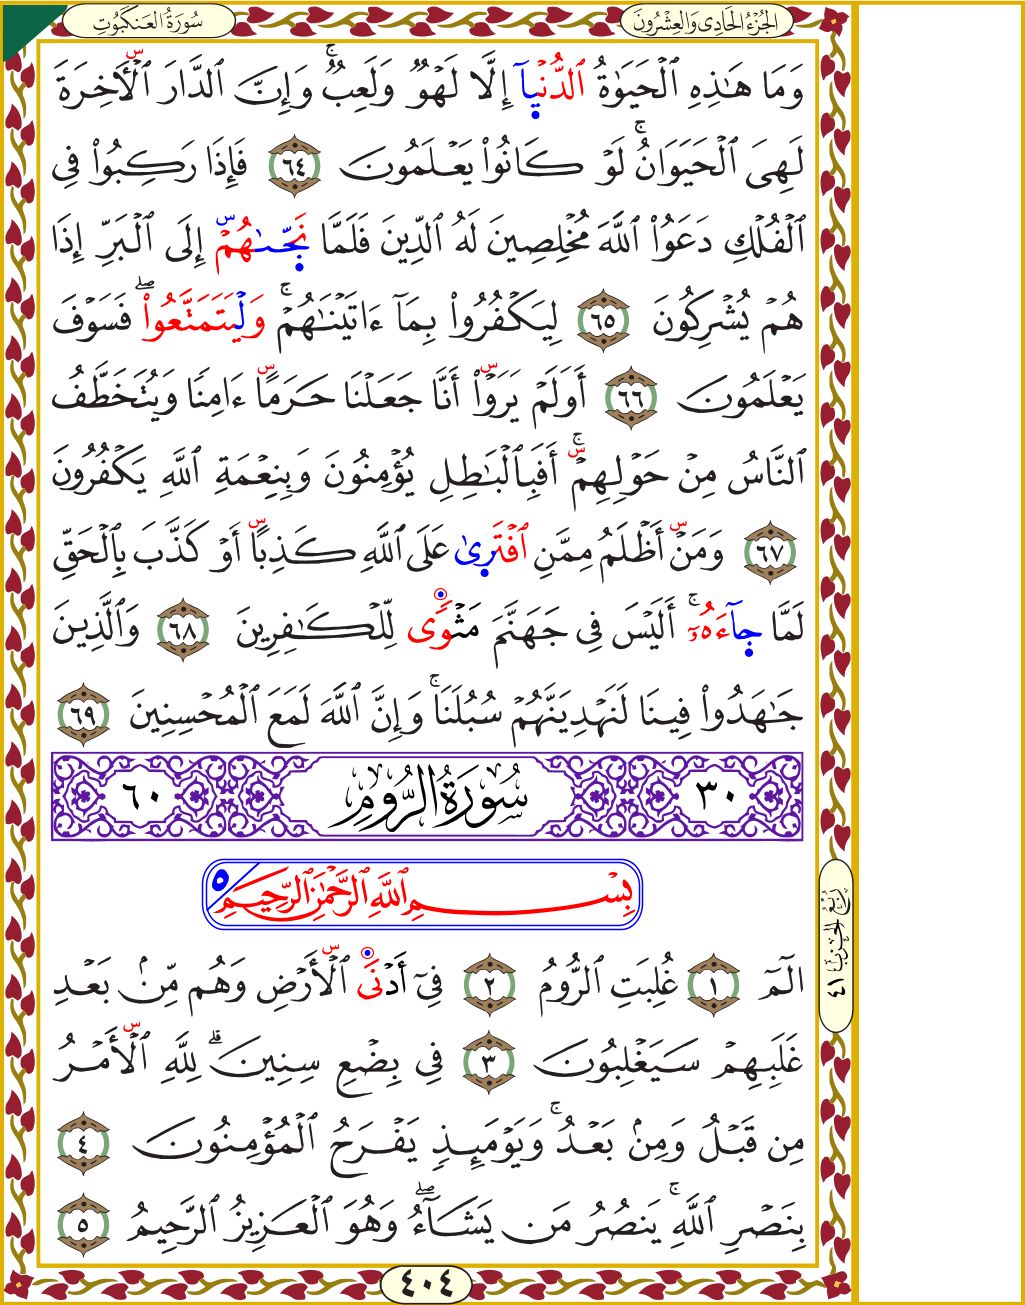 سُورَةُ العَنكَبُوتِ
الجُزْءُ الحَادِى وَالعِشْرُونَ
وَمَا هَٰذِهِ ٱلْحَيَوٰةُ ٱلدُّنْيَآ إِلَّا لَهْوٌ وَلَعِبٌ ۚ وَإِنَّ ٱلدَّارَ ٱلْأَخِرَةَ
لَهِىَ ٱلْحَيَوَانُ ۚ لَوْ كَانُوا۟ يَعْلَمُونَ ٦٤ فَإِذَا رَكِبُوا۟ فِى
ٱلْفُلْكِ دَعَوُا۟ ٱللَّهَ مُخْلِصِينَ لَهُ ٱلدِّينَ فَلَمَّا نَجَّىٰهُمْ إِلَى ٱلْبَرِّ إِذَا
هُمْ يُشْرِكُونَ ٦٥ لِيَكْفُرُوا۟ بِمَآ ءَاتَيْنَٰهُمْ ۚ وَلْيَتَمَتَّعُوا۟ ۖ فَسَوْفَ
يَعْلَمُونَ ٦٦ أَوَلَمْ يَرَوْا۟ أَنَّا جَعَلْنَا حَرَمًا ءَامِنًا وَيُتَخَطَّفُ
ٱلنَّاسُ مِنْ حَوْلِهِمْ ۚ أَفَبِٱلْبَٰطِلِ يُؤْمِنُونَ وَبِنِعْمَةِ ٱللَّهِ يَكْفُرُونَ
٦٧ وَمَنْ أَظْلَمُ مِمَّنِ ٱفْتَرَىٰ عَلَى ٱللَّهِ كَذِبًا أَوْ كَذَّبَ بِٱلْحَقِّ
لَمَّا جَآءَهُۥٓ ۚ أَلَيْسَ فِى جَهَنَّمَ مَثْوًى لِّلْكَٰفِرِينَ ٦٨ وَٱلَّذِينَ
جَٰهَدُوا۟ فِينَا لَنَهْدِيَنَّهُمْ سُبُلَنَا ۚ وَإِنَّ ٱللَّهَ لَمَعَ ٱلْمُحْسِنِينَ ٦٩
٣٠ سُورَةُ الرُّومِ ٦٠
بِسْمِ ٱللَّهِ ٱلرَّحْمَٰنِ ٱلرَّحِيمِ ٥
الٓمٓ ١ غُلِبَتِ ٱلرُّومُ ٢ فِىٓ أَدْنَى ٱلْأَرْضِ وَهُم مِّنۢ بَعْدِ
غَلَبِهِمْ سَيَغْلِبُونَ ٣ فِى بِضْعِ سِنِينَ ۗ لِلَّهِ ٱلْأَمْرُ
مِن قَبْلُ وَمِنۢ بَعْدُ ۚ وَيَوْمَئِذٍ يَفْرَحُ ٱلْمُؤْمِنُونَ ٤
بِنَصْرِ ٱللَّهِ ۚ يَنصُرُ مَن يَشَآءُ ۖ وَهُوَ ٱلْعَزِيزُ ٱلرَّحِيمُ ٥
رُبْعُ الحِزْبِ ٤١
٤٠٤